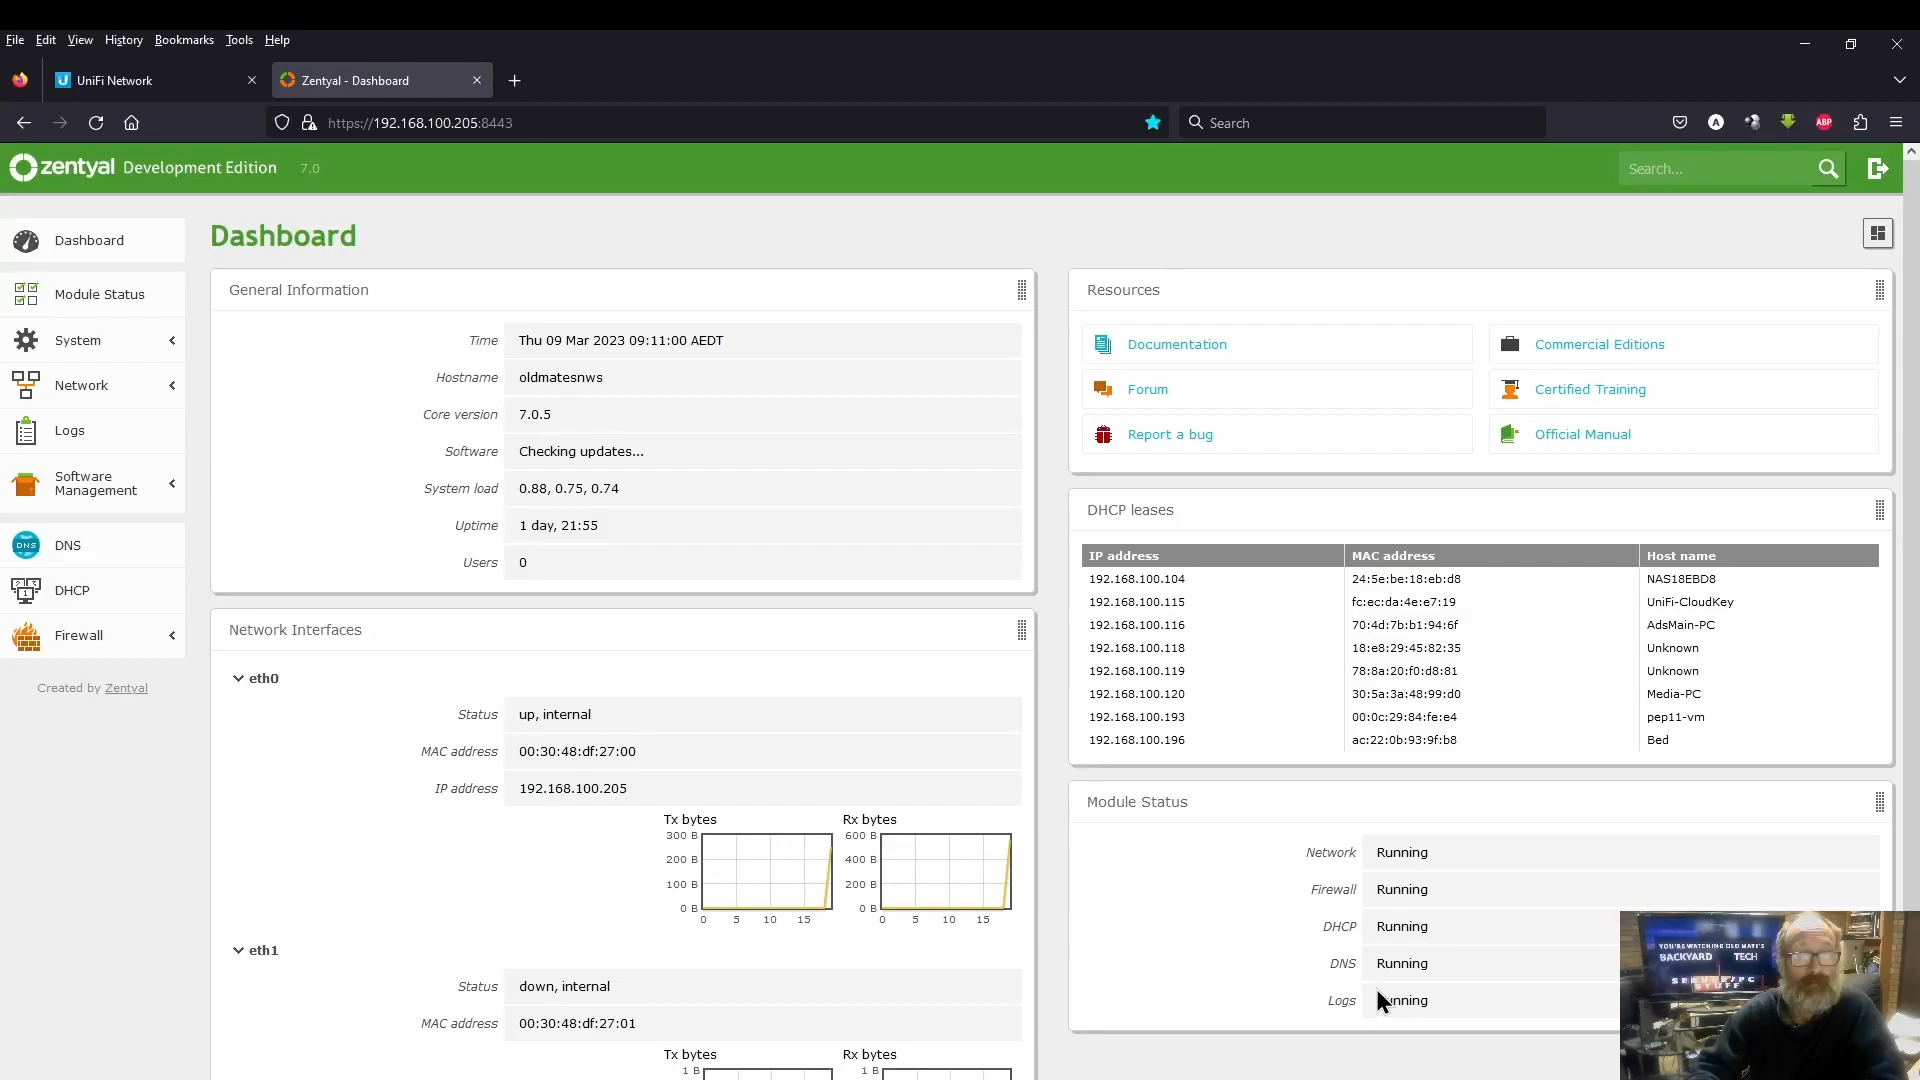 File Edit View History Bookmarks Tools Help
UniFi Network
Zentyal - Dashboard
https://192.168.100.205:8443
Search
ABP
zentyal Development Edition 7.0
Search...
Dashboard
Module Status
System
Network
Logs
Software
Management
DNS
DNS
DHCP
Firewall
Created by Zentyal
Dashboard
General Information
Time Thu 09 Mar 2023 09:11:00 AEDT
Hostname oldmatesnws
Core version 7.0.5
Software Checking updates...
System load 0.88, 0.75, 0.74
Uptime 1 day, 21:55
Users 0
Network Interfaces
eth0
Status up, internal
MAC address 00:30:48:df:27:00
IP address 192.168.100.205
Tx bytes Rx bytes
300 B 600 B
200 B 400 B
100 B 200 B
0 B 0 B
0 5 10 15 0 5 10 15
eth1
Status down, internal
MAC address 00:30:48:df:27:01
Tx bytes Rx bytes
1 B 1 B
Resources
Documentation Commercial Editions
Forum Certified Training
Report a bug Official Manual
DHCP leases
IP address MAC address Host name
192.168.100.104 24:5e:be:18:eb:d8 NAS18EBD8
192.168.100.115 fc:ec:da:4e:e7:19 UniFi-CloudKey
192.168.100.116 70:4d:7b:b1:94:6f AdsMain-PC
192.168.100.118 18:e8:29:45:82:35 Unknown
192.168.100.119 78:8a:20:f0:d8:81 Unknown
192.168.100.120 30:5a:3a:48:99:d0 Media-PC
192.168.100.193 00:0c:29:84:fe:e4 pep11-vm
192.168.100.196 ac:22:0b:93:9f:b8 Bed
Module Status
Network Running
Firewall Running
DHCP Running
DNS Running
Logs Running
YOU'RE WATCHING OLD MATE'S
BACKYARD TECH
STUFF